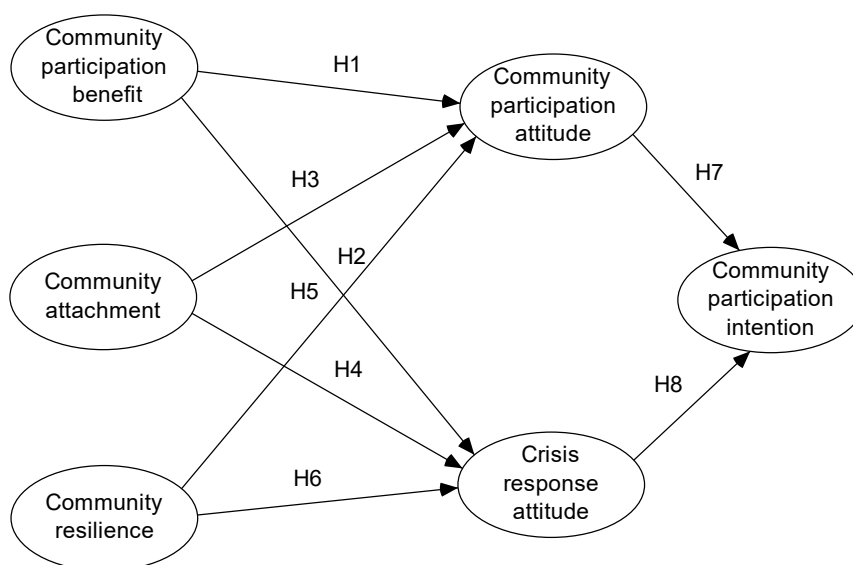 Community
participation
benefit
H1
Community
participation
attitude
H3
H7
H2
Community
attachment
H5
Community
participation
intention
H4
H8
Community
resilience
H6
Crisis
response
attitude